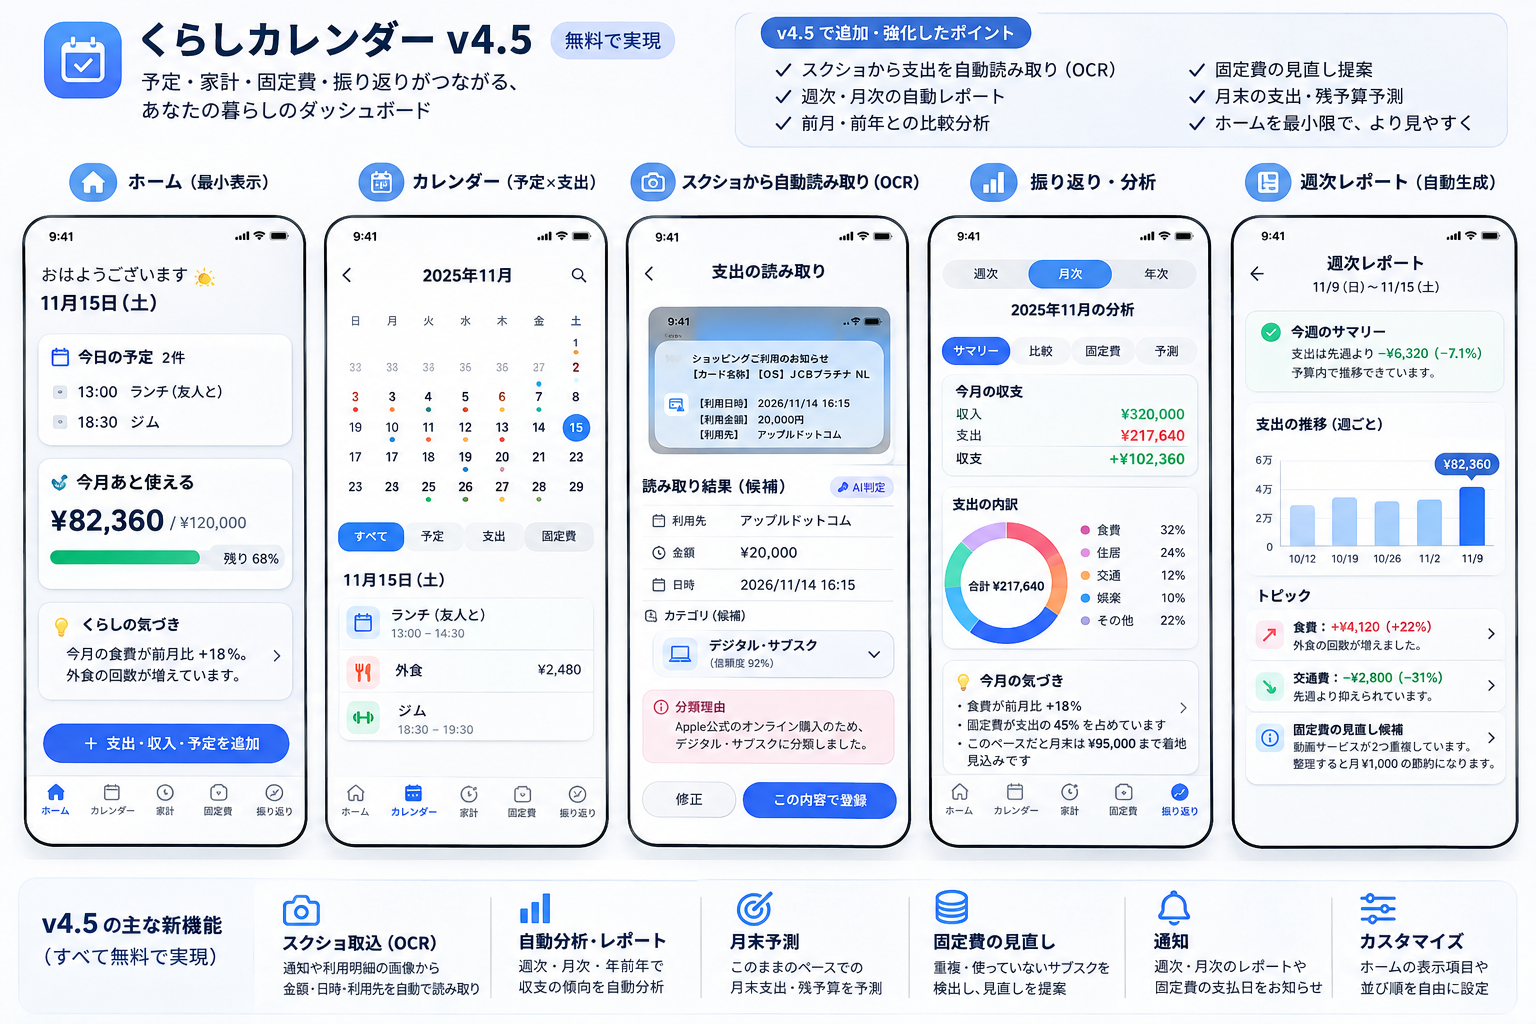 くらしカレンダー v4.5
無料で実現
予定・家計・固定費・振り返りがつながる、
あなたの暮らしのダッシュボード
v4.5 で追加・強化したポイント
スクショから支出を自動読み取り（OCR）
週次・月次の自動レポート
前月・前年との比較分析
固定費の見直し提案
月末の支出・残予算予測
ホームを最小限で、より見やすく
ホーム（最小表示）
9:41
おはようございます
11月15日（土）
今日の予定 2件
13:00 ランチ（友人と）
18:30 ジム
今月あと使える
¥82,360 / ¥120,000
残り 68%
くらしの気づき
今月の食費が前月比 +18%。
外食の回数が増えています。
＋ 支出・収入・予定を追加
ホーム カレンダー 家計 固定費 振り返り
カレンダー（予定×支出）
9:41
2025年11月
日 月 火 水 木 金 土
1
33 38 38 36 36 37 2
3 3 4 5 6 7 8
19 10 11 12 13 14 15
17 17 18 19 20 21 22
23 23 25 26 27 28 29
すべて 予定 支出 固定費
11月15日（土）
ランチ（友人と）
13:00 – 14:30
外食 ¥2,480
ジム
18:30 – 19:30
ホーム カレンダー 家計 固定費 振り返り
スクショから自動読み取り（OCR）
9:41
支出の読み取り
9:41
ショッピングご利用のお知らせ
【カード名称】【OS】JCBプラチナ NL
【利用日時】 2026/11/14 16:15
【利用金額】 20,000円
【利用先】 アップルドットコム
読み取り結果（候補）
AI判定
利用先 アップルドットコム
金額 ¥20,000
日時 2026/11/14 16:15
カテゴリ（候補）
デジタル・サブスク
（信頼度 92%）
分類理由
Apple公式のオンライン購入のため、
デジタル・サブスクに分類しました。
修正
この内容で登録
振り返り・分析
9:41
週次 月次 年次
2025年11月の分析
サマリー 比較 固定費 予測
今月の収支
収入 ¥320,000
支出 ¥217,640
収支 +¥102,360
支出の内訳
合計 ¥217,640
食費 32%
住居 24%
交通 12%
娯楽 10%
その他 22%
今月の気づき
・食費が前月比 +18%
・固定費が支出の 45% を占めています
・このペースだと月末は ¥95,000 まで着地
見込みです
ホーム カレンダー 家計 固定費 振り返り
週次レポート（自動生成）
9:41
週次レポート
11/9（日）～ 11/15（土）
今週のサマリー
支出は先週より −¥6,320（−7.1%）
予算内で推移できています。
支出の推移（週ごと）
¥82,360
6万
4万
2万
0
10/12 10/19 10/26 11/2 11/9
トピック
食費：+¥4,120（+22%）
外食の回数が増えました。
交通費：−¥2,800（−31%）
先週より抑えられています。
固定費の見直し候補
動画サービスが2つ重複しています。
整理すると月¥1,000 の節約になります。
v4.5 の主な新機能
（すべて無料で実現）
スクショ取込（OCR）
通知や利用明細の画像から
金額・日時・利用先を自動で読み取り
自動分析・レポート
週次・月次・年前年で
収支の傾向を自動分析
月末予測
このままのペースでの
月末支出・残予算を予測
固定費の見直し
重複・使っていないサブスクを
検出し、見直しを提案
通知
週次・月次のレポートや
固定費の支払日をお知らせ
カスタマイズ
ホームの表示項目や
並び順を自由に設定